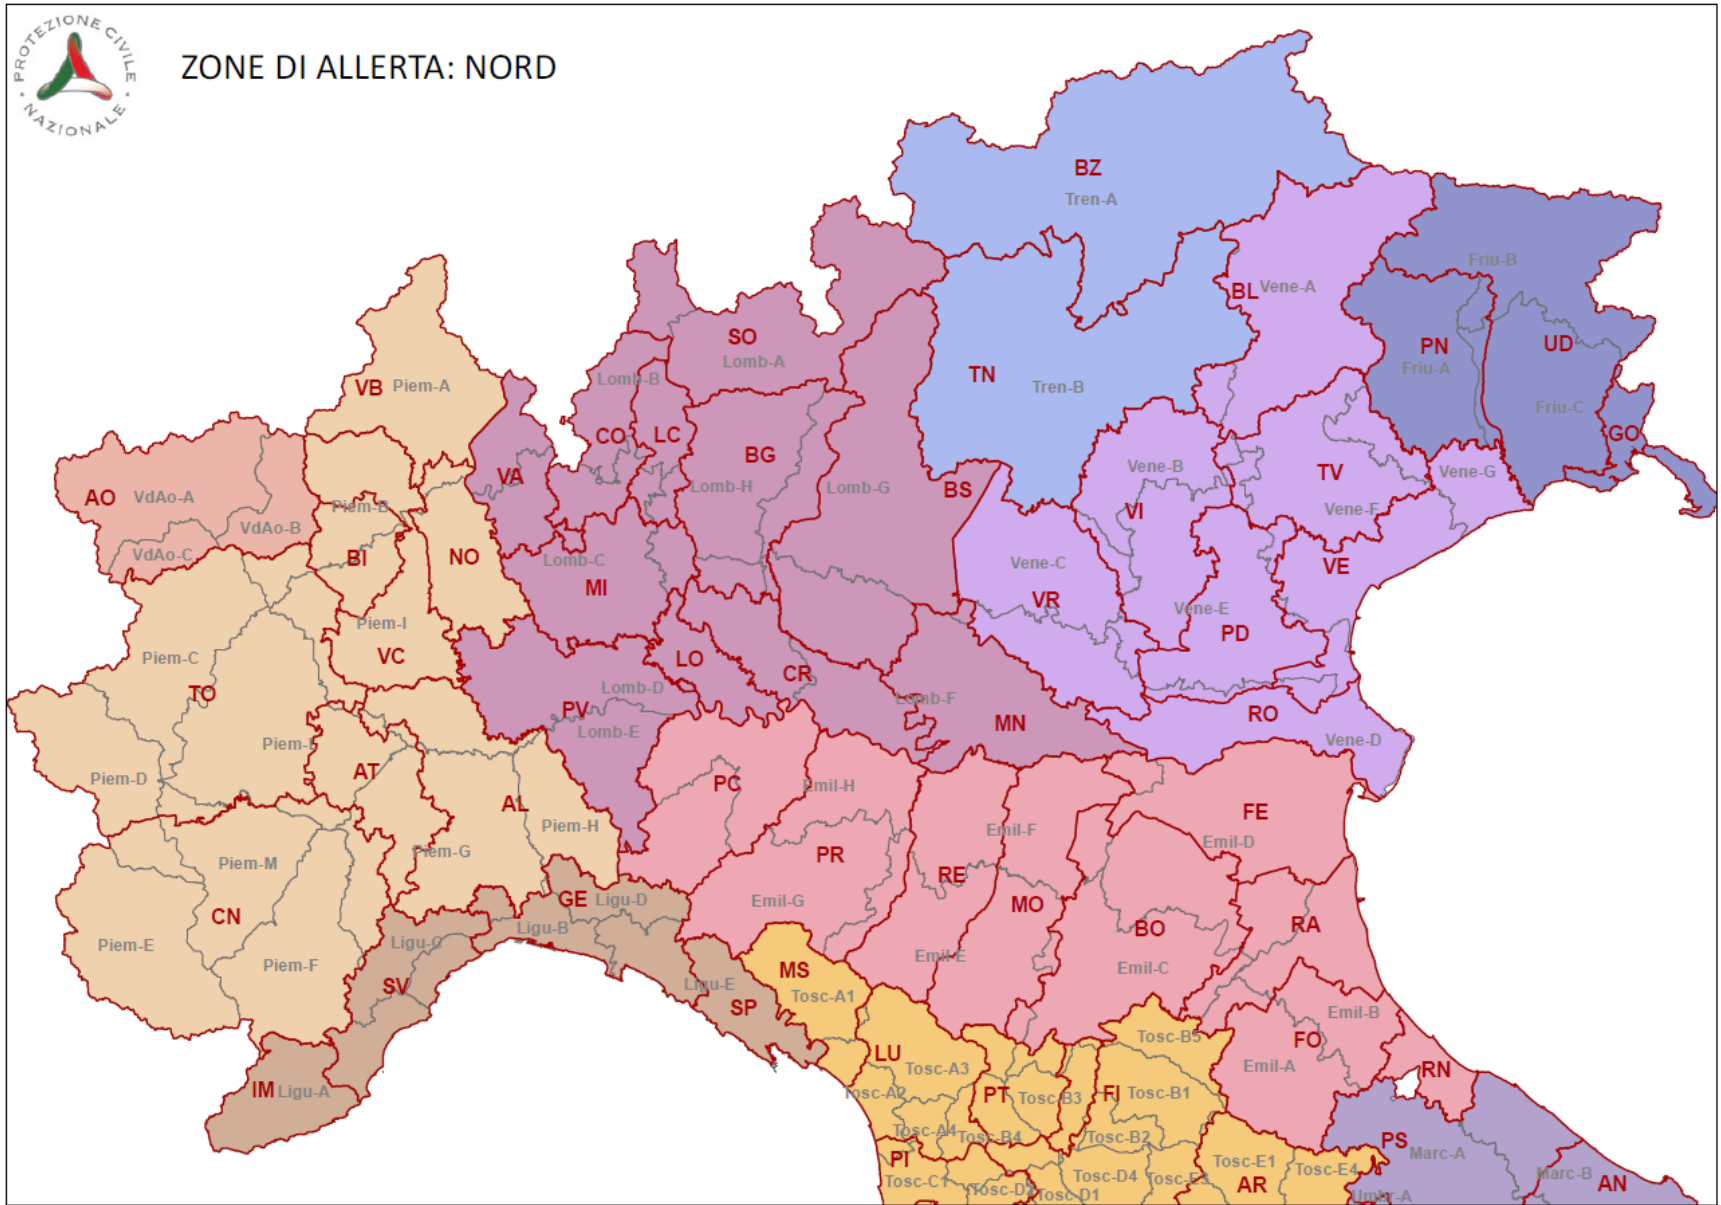 PROTEZIONE CIVILE
NAZIONALE
ZONE DI ALLERTA: NORD
BZ
Tren-A
TN
Tren-B
BL
Vene-A
Friu-B
PN
Friu-A
UD
Friu-C
GO
SO
Lomb-A
Lomb-B
CO
LC
BG
Lomb-H
Lomb-G
BS
VA
Lomb-C
MI
VB
Piem-A
AO
VdAo-A
VdAo-B
VdAo-C
Piem-B
BI
NO
Piem-I
VC
Piem-C
TO
Piem-L
Piem-D
AT
AL
Piem-H
Piem-G
Piem-M
CN
Piem-E
Piem-F
LO
CR
Lomb-D
PV
Lomb-E
Lomb-F
MN
Vene-B
VI
Vene-C
VR
Vene-E
PD
TV
Vene-F
Vene-G
VE
RO
Vene-D
PC
Emil-H
PR
Emil-G
Emil-F
RE
MO
Emil-E
FE
Emil-D
BO
Emil-C
RA
Emil-B
FO
Emil-A
RN
GE
Ligu-D
Ligu-B
Ligu-C
SV
Ligu-E
SP
IM
Ligu-A
MS
Tosc-A1
LU
Tosc-A3
Tosc-A2
Tosc-A4
PT
Tosc-B3
Tosc-B4
FI
Tosc-B5
Tosc-B1
Tosc-B2
PI
Tosc-C1
Tosc-D2
Tosc-D1
Tosc-D4
Tosc-E3
Tosc-E1
AR
Tosc-E4
PS
Marc-A
Marc-B
AN
Umbr-A